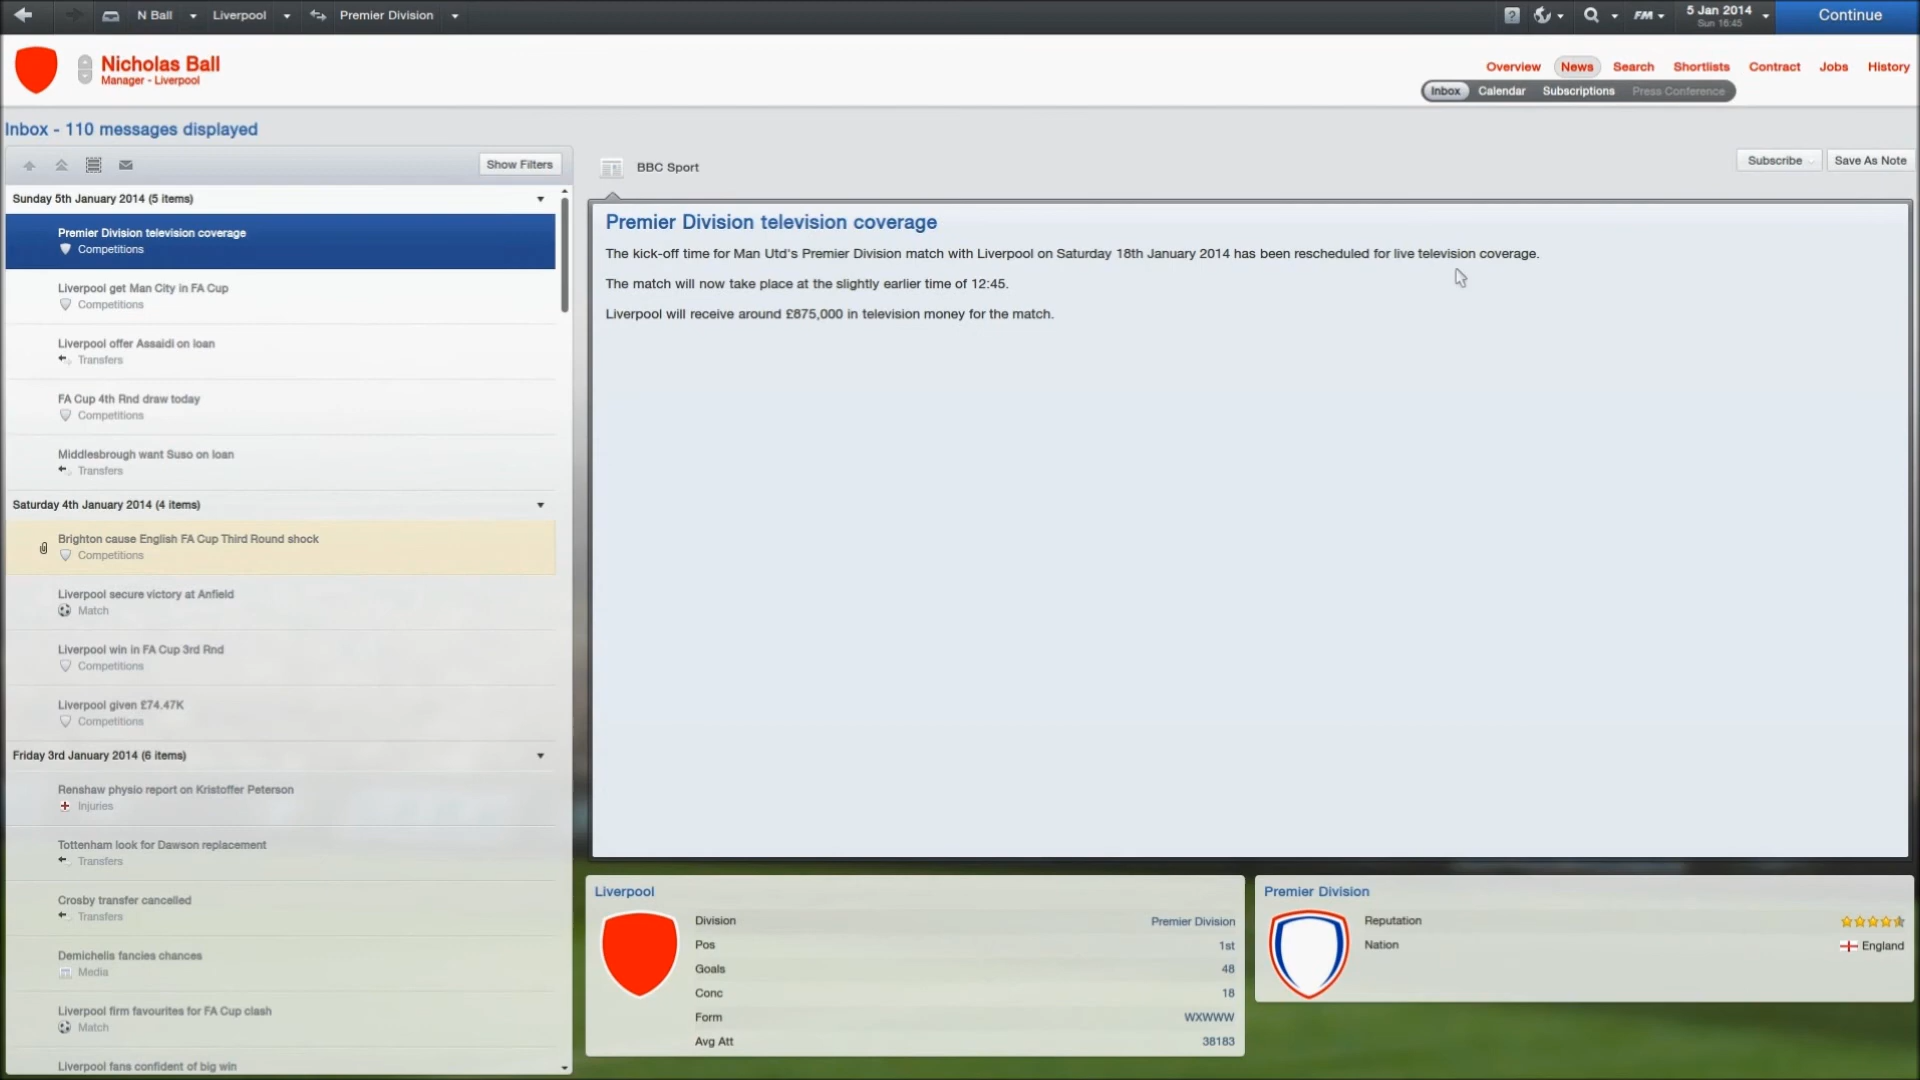 N Ball
Liverpool
Premier Division
FM
5 Jan 2014
Sun 16:45
Continue
Nicholas Ball
Manager - Liverpool
Overview
News
Search
Shortlists
Contract
Jobs
History
Inbox
Calendar
Subscriptions
Press Conference
Inbox - 110 messages displayed
Show Filters
Sunday 5th January 2014 (5 items)
Premier Division television coverage
Competitions
Liverpool get Man City in FA Cup
Competitions
Liverpool offer Assaidi on loan
Transfers
FA Cup 4th Rnd draw today
Competitions
Middlesbrough want Suso on loan
Transfers
Saturday 4th January 2014 (4 items)
Brighton cause English FA Cup Third Round shock
Competitions
Liverpool secure victory at Anfield
Match
Liverpool win in FA Cup 3rd Rnd
Competitions
Liverpool given £74.47K
Competitions
Friday 3rd January 2014 (6 items)
Renshaw physio report on Kristoffer Peterson
Injuries
Tottenham look for Dawson replacement
Transfers
Crosby transfer cancelled
Transfers
Demichelis fancies chances
Media
Liverpool firm favourites for FA Cup clash
Match
Liverpool fans confident of big win
BBC Sport
Subscribe
Save As Note
Premier Division television coverage
The kick-off time for Man Utd's Premier Division match with Liverpool on Saturday 18th January 2014 has been rescheduled for live television coverage.
The match will now take place at the slightly earlier time of 12:45.
Liverpool will receive around £875,000 in television money for the match.
Liverpool
Division Premier Division
Pos 1st
Goals 48
Conc 18
Form WXWWW
Avg Att 38183
Premier Division
Reputation
Nation England